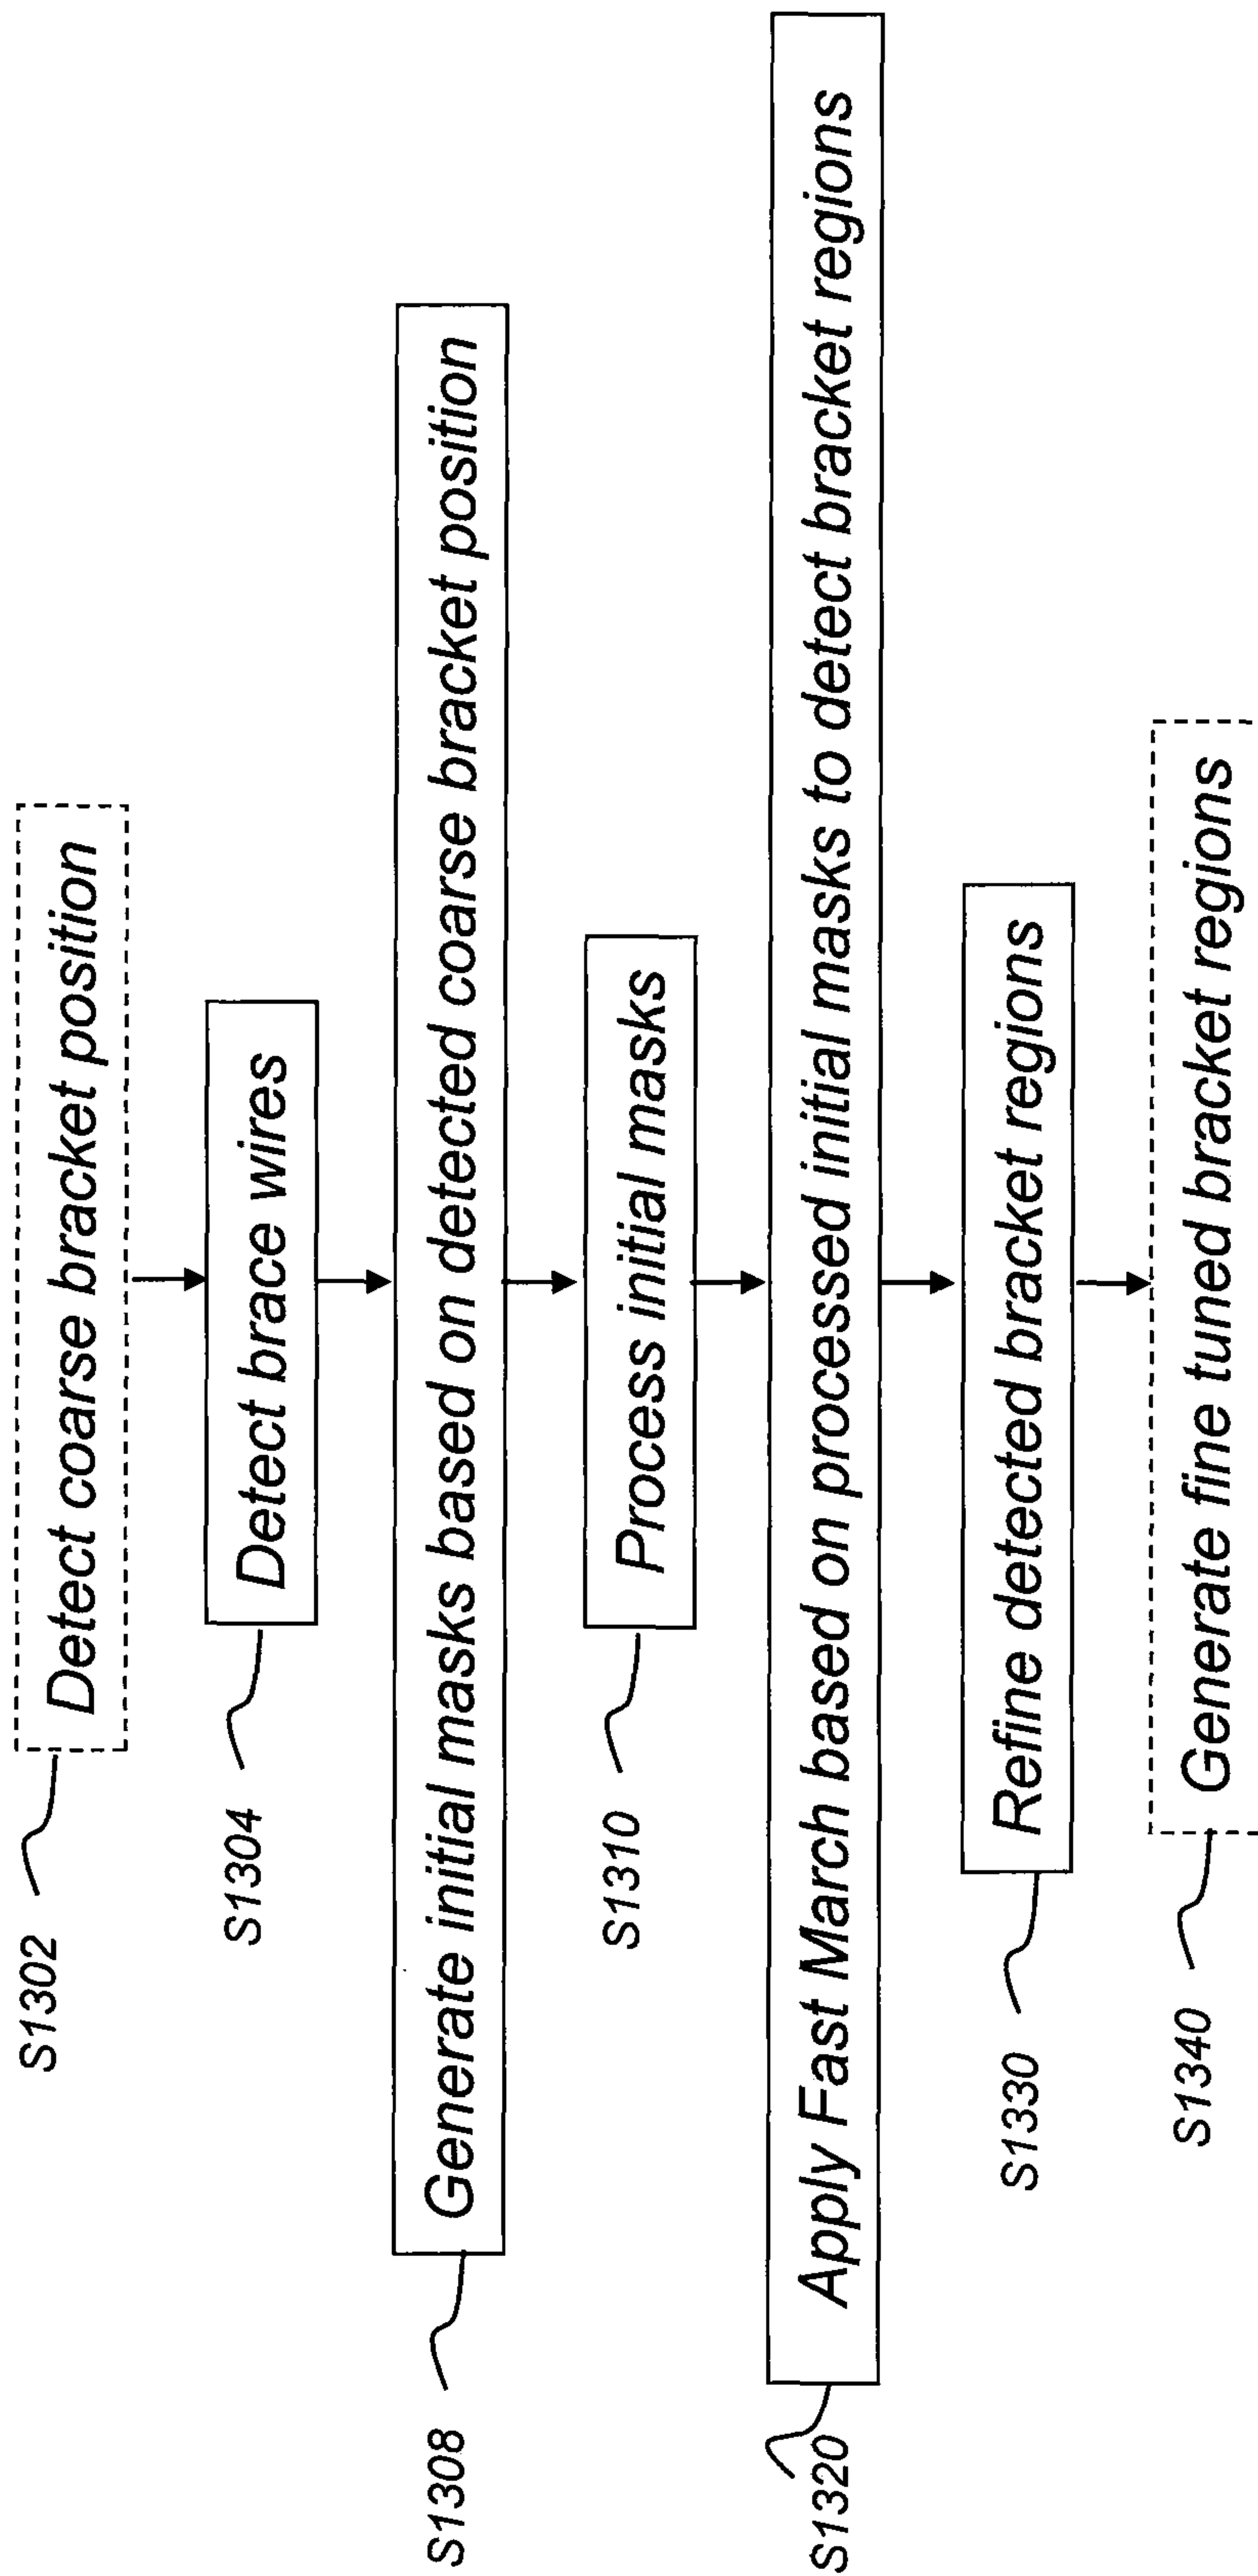 S1302
Detect coarse bracket position
S1304
Detect brace wires
S1308
Generate initial masks based on detected coarse bracket position
S1310
Process initial masks
S1320
Apply Fast March based on processed initial masks to detect bracket regions
S1330
Refine detected bracket regions
S1340
Generate fine tuned bracket regions